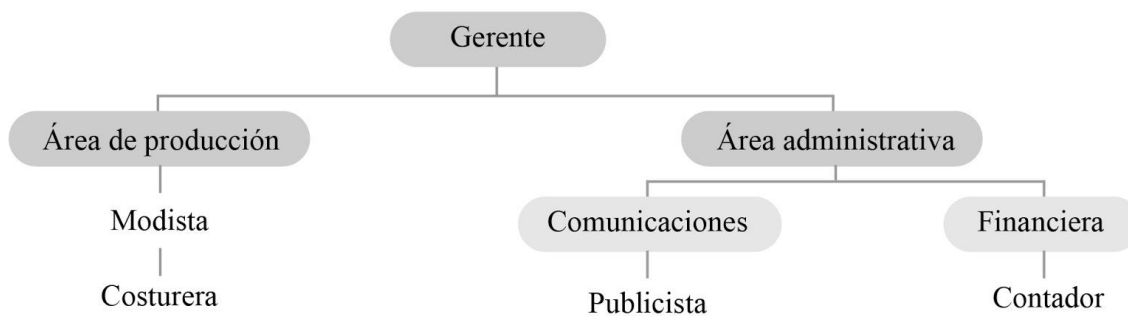 Gerente
Área de producción
Área administrativa
Modista
Comunicaciones
Financiera
Costurera
Publicista
Contador